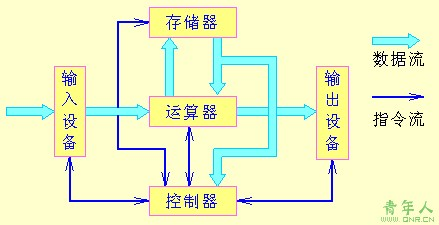 存储器
数据流
输入设备
运算器
输出设备
指令流
控制器
青年人
QNR.CN